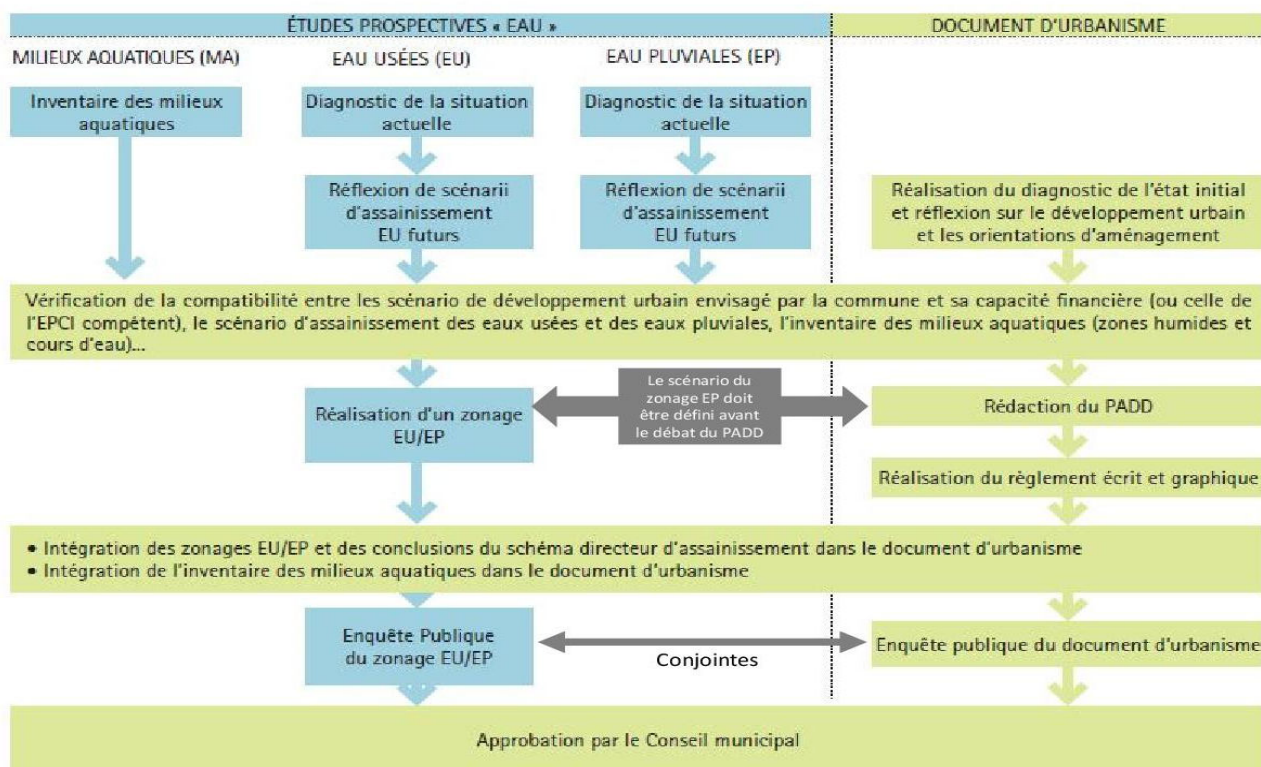 ÉTUDES PROSPECTIVES « EAU »
DOCUMENT D'URBANISME
MILIEUX AQUATIQUES (MA)
EAU USÉES (EU)
EAU PLUVIALES (EP)
Inventaire des milieux
aquatiques
Diagnostic de la situation
actuelle
Diagnostic de la situation
actuelle
Réflexion de scénarii
d'assainissement
EU futurs
Réflexion de scénarii
d'assainissement
EU futurs
Réalisation du diagnostic de l'état initial
et réflexion sur le développement urbain
et les orientations d'aménagement
Vérification de la compatibilité entre les scénario de développement urbain envisagé par la commune et sa capacité financière (ou celle de
l'EPCI compétent), le scénario d'assainissement des eaux usées et des eaux pluviales, l'inventaire des milieux aquatiques (zones humides et
cours d'eau)...
Réalisation d'un zonage
EU/EP
Le scénario du
zonage EP doit
être défini avant
le débat du PADD
Rédaction du PADD
Réalisation du règlement écrit et graphique
• Intégration des zonages EU/EP et des conclusions du schéma directeur d'assainissement dans le document d'urbanisme
• Intégration de l'inventaire des milieux aquatiques dans le document d'urbanisme
Enquête Publique
du zonage EU/EP
Conjointes
Enquête publique du document d'urbanisme
Approbation par le Conseil municipal